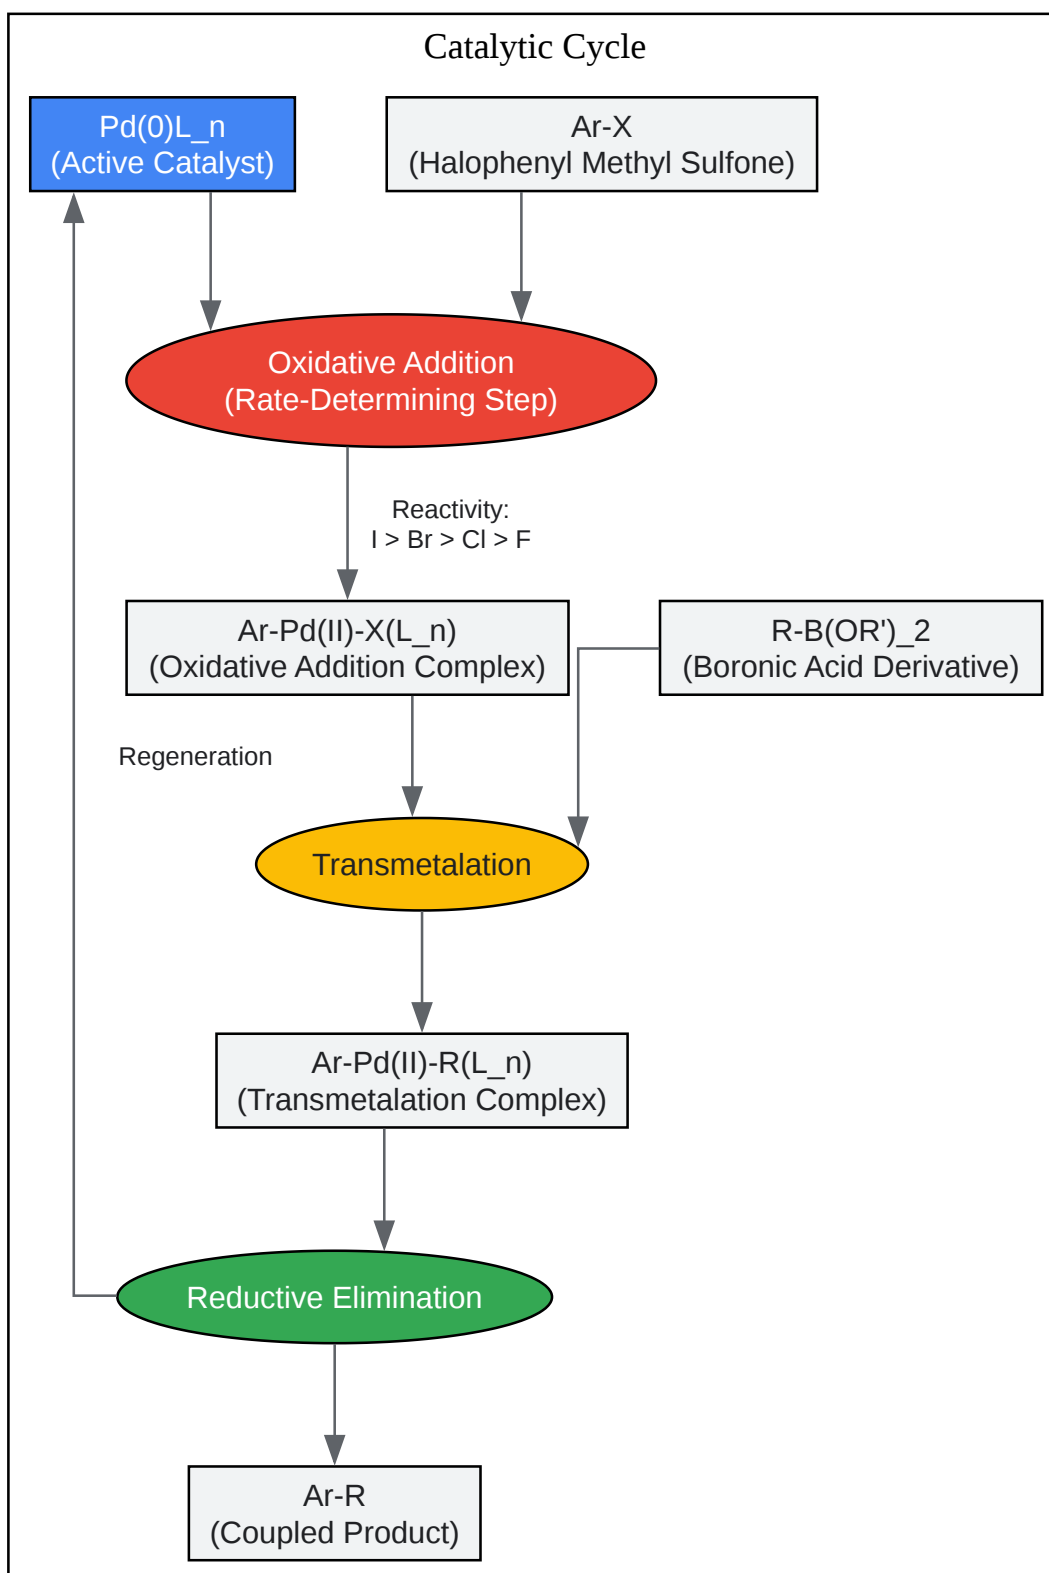 Catalytic Cycle
Pd(0)L_n
(Active Catalyst)
Ar-X
(Halophenyl Methyl Sulfone)
Oxidative Addition
(Rate-Determining Step)
Reactivity:
I > Br > Cl > F
Ar-Pd(II)-X(L_n)
(Oxidative Addition Complex)
R-B(OR')_2
(Boronic Acid Derivative)
Regeneration
Transmetalation
Ar-Pd(II)-R(L_n)
(Transmetalation Complex)
Reductive Elimination
Ar-R
(Coupled Product)